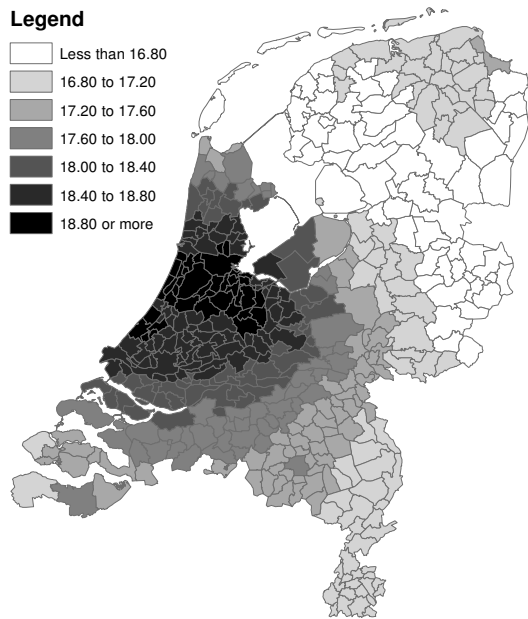 Legend
Less than 16.80
16.80 to 17.20
17.20 to 17.60
17.60 to 18.00
18.00 to 18.40
18.40 to 18.80
18.80 or more